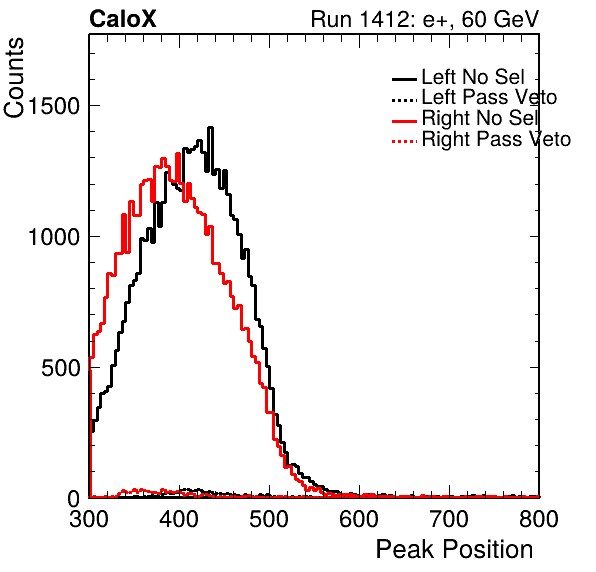 CaloX Run 1412: e+, 60 GeV
Counts
Left No Sel
Left Pass Veto
Right No Sel
Right Pass Veto
1500
1000
500
0
300 400 500 600 700 800
Peak Position